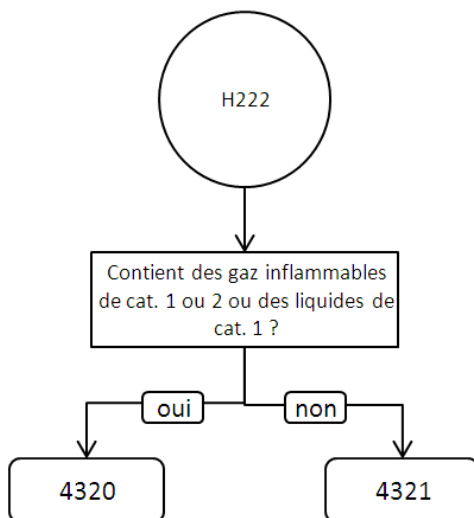 H222
Contient des gaz inflammables
de cat. 1 ou 2 ou des liquides de
cat. 1 ?
oui
non
4320
4321